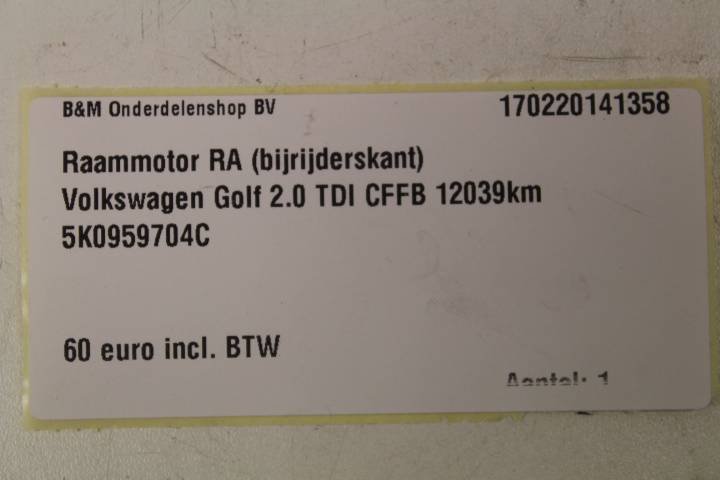 B&M Onderdelenshop BV 170220141358
Raammotor RA (bijrijderskant)
Volkswagen Golf 2.0 TDI CFFB 12039km
5K0959704C
60 euro incl. BTW
Aantal: 1